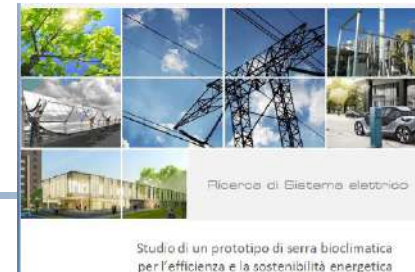 Ricerca di Sistema elettrico
Studio di un prototipo di serra bioclimatica
per l'efficienza e la sostenibilità energetica